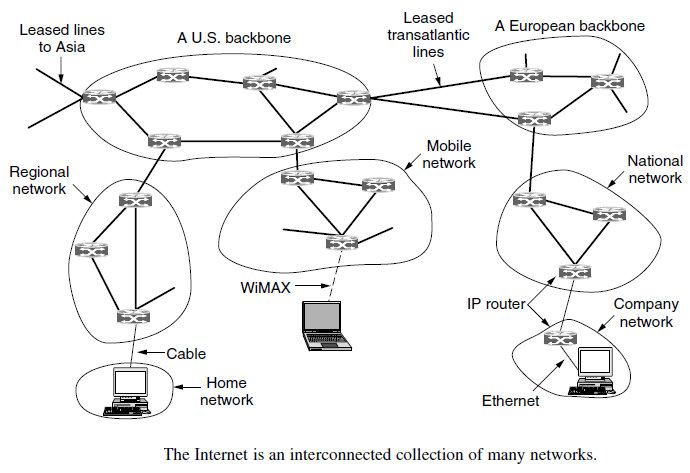 Leased lines
to Asia
A U.S. backbone
Leased
transatlantic
lines
A European backbone
Regional
network
Mobile
network
National
network
WiMAX
IP router
Company
network
Cable
Home
network
Ethernet
The Internet is an interconnected collection of many networks.